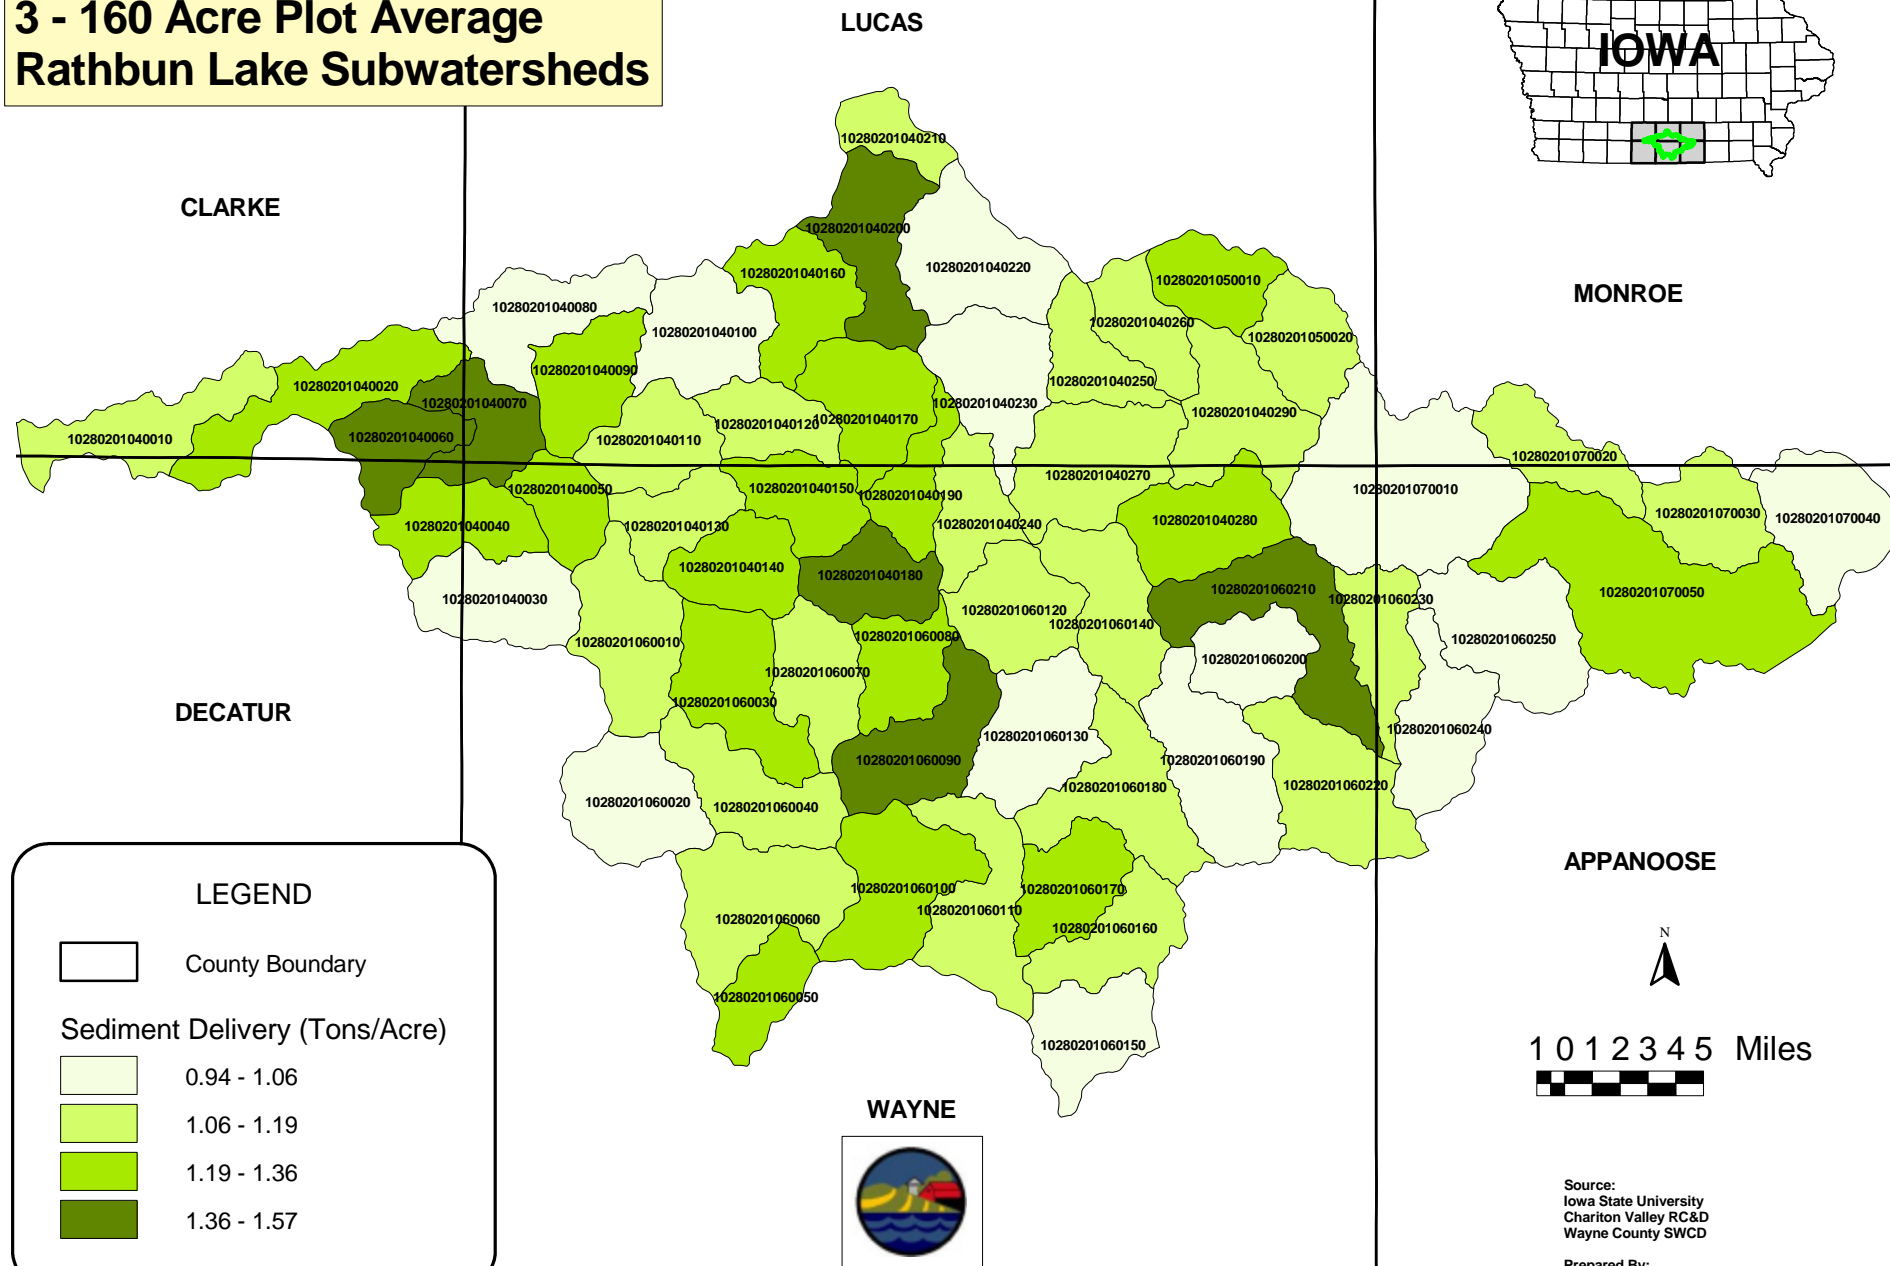 3 - 160 Acre Plot Average
Rathbun Lake Subwatersheds
LUCAS
IOWA
CLARKE
MONROE
DECATUR
APPANOOSE
WAYNE
10280201040210
10280201040200
10280201040220
10280201040160
10280201050010
10280201040080
10280201040100
10280201040260
10280201050020
10280201040090
10280201040020
10280201040250
10280201040070
10280201040230
10280201040290
10280201040170
10280201040120
10280201040060
10280201040010
10280201040110
10280201070020
10280201040270
10280201040050
10280201040150
10280201040190
10280201070010
10280201070030
10280201070040
10280201040040
10280201040130
10280201040240
10280201040280
10280201040140
10280201040180
10280201060210
10280201070050
10280201040030
10280201060230
10280201060120
10280201060140
10280201060010
10280201060080
10280201060250
10280201060200
10280201060070
10280201060030
10280201060130
10280201060240
10280201060090
10280201060190
10280201060180
10280201060220
10280201060020
10280201060040
10280201060100
10280201060170
10280201060110
10280201060060
10280201060160
10280201060050
10280201060150
LEGEND
County Boundary
Sediment Delivery (Tons/Acre)
0.94 - 1.06
1.06 - 1.19
1.19 - 1.36
1.36 - 1.57
N
1 0 1 2 3 4 5 Miles
Source:
Iowa State University
Chariton Valley RC&D
Wayne County SWCD
Prepared By: